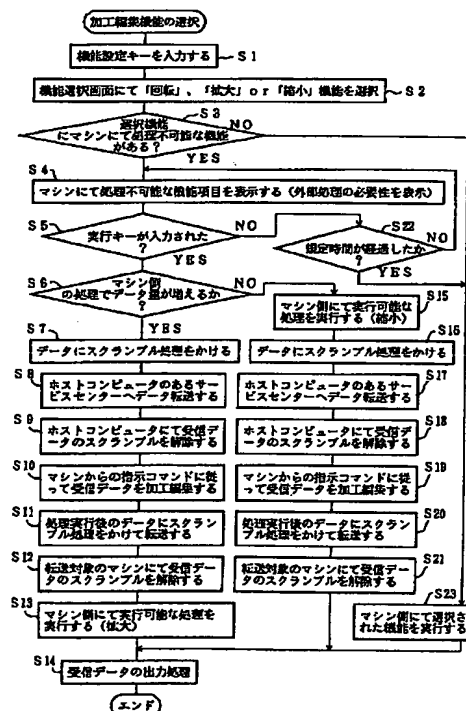 加工編集機能の選択
機能設定キーを入力する
S1
機能選択画面にて「回転」、「拡大」or「縮小」機能を選択
S2
S3
選択機能
にマシンにて処理不可能な機能
がある?
NO
YES
S4
マシンにて処理不可能な機能項目を表示する(外部処理の必要性を表示)
S5
実行キーが入力された
?
NO
YES
S22
規定時間が経過したか
?
NO
YES
S6
マシン側
の処理でデータ量が増えるか
?
NO
YES
S15
マシン側にて実行可能な
処理を実行する(縮小)
S7
データにスクランブル処理をかける
S16
データにスクランブル処理をかける
S8
ホストコンピュータのあるサー
ビスセンターへデータ転送する
S17
ホストコンピュータのあるサー
ビスセンターへデータ転送する
S9
ホストコンピュータにて受信デ
ータのスクランブルを解除する
S18
ホストコンピュータにて受信デ
ータのスクランブルを解除する
S10
マシンからの指示コマンドに従
って受信データを加工編集する
S19
マシンからの指示コマンドに従
って受信データを加工編集する
S11
処理実行後のデータにスクラ
ンブル処理をかけて転送する
S20
処理実行後のデータにスクラ
ンブル処理をかけて転送する
S12
転送対象のマシンにて受信デー
タのスクランブルを解除する
S21
転送対象のマシンにて受信デー
タのスクランブルを解除する
S13
マシン側にて実行可能な処理を
実行する(拡大)
S23
マシン側にて選択さ
れた機能を実行する
S14
受信データの出力処理
エンド